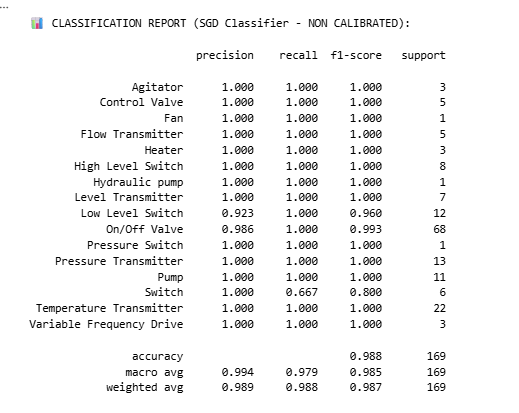 ...
📊 CLASSIFICATION REPORT (SGD Classifier - NON CALIBRATED):
precision recall f1-score support
Agitator 1.000 1.000 1.000 3
Control Valve 1.000 1.000 1.000 5
Fan 1.000 1.000 1.000 1
Flow Transmitter 1.000 1.000 1.000 5
Heater 1.000 1.000 1.000 3
High Level Switch 1.000 1.000 1.000 8
Hydraulic pump 1.000 1.000 1.000 1
Level Transmitter 1.000 1.000 1.000 7
Low Level Switch 0.923 1.000 0.960 12
On/Off Valve 0.986 1.000 0.993 68
Pressure Switch 1.000 1.000 1.000 1
Pressure Transmitter 1.000 1.000 1.000 13
Pump 1.000 1.000 1.000 11
Switch 1.000 0.667 0.800 6
Temperature Transmitter 1.000 1.000 1.000 22
Variable Frequency Drive 1.000 1.000 1.000 3
accuracy 0.988 169
macro avg 0.994 0.979 0.985 169
weighted avg 0.989 0.988 0.987 169